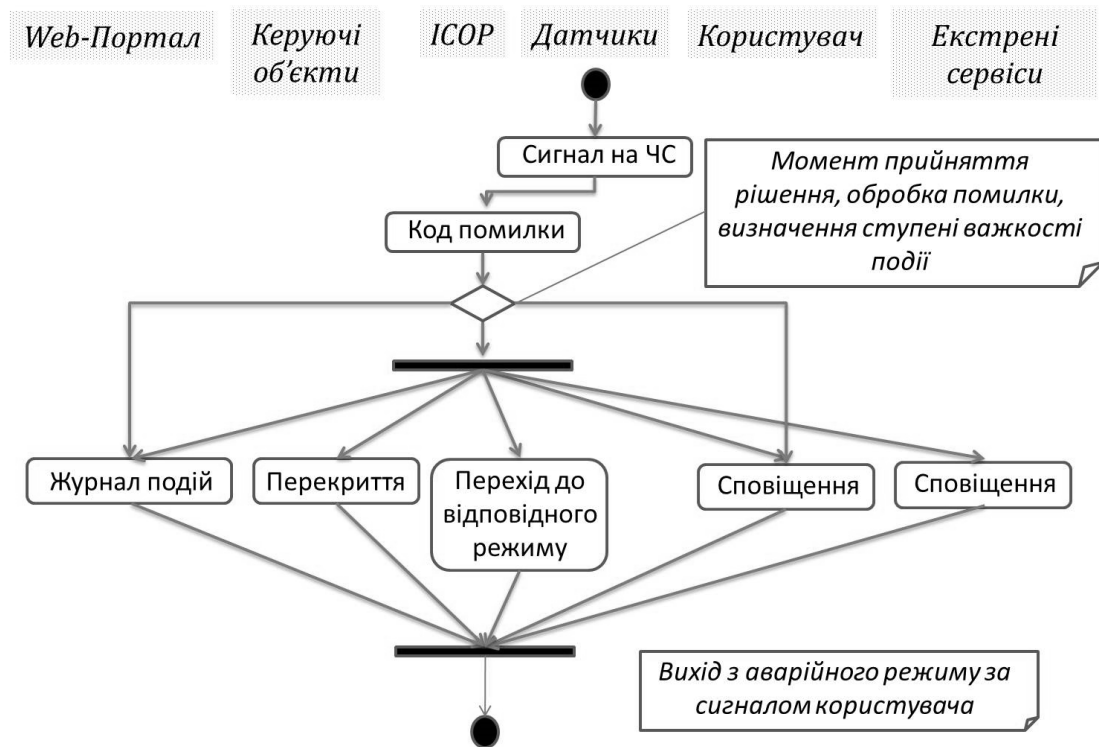 Web-Портал
Керуючі
об’єкти
ІСОР
Датчики
Користувач
Екстрені
сервіси
Сигнал на ЧС
Момент прийняття
рішення, обробка помилки,
визначення ступені важкості
події
Код помилки
Журнал подій
Перекриття
Перехід до
відповідного
режиму
Сповіщення
Сповіщення
Вихід з аварійного режиму за
сигналом користувача